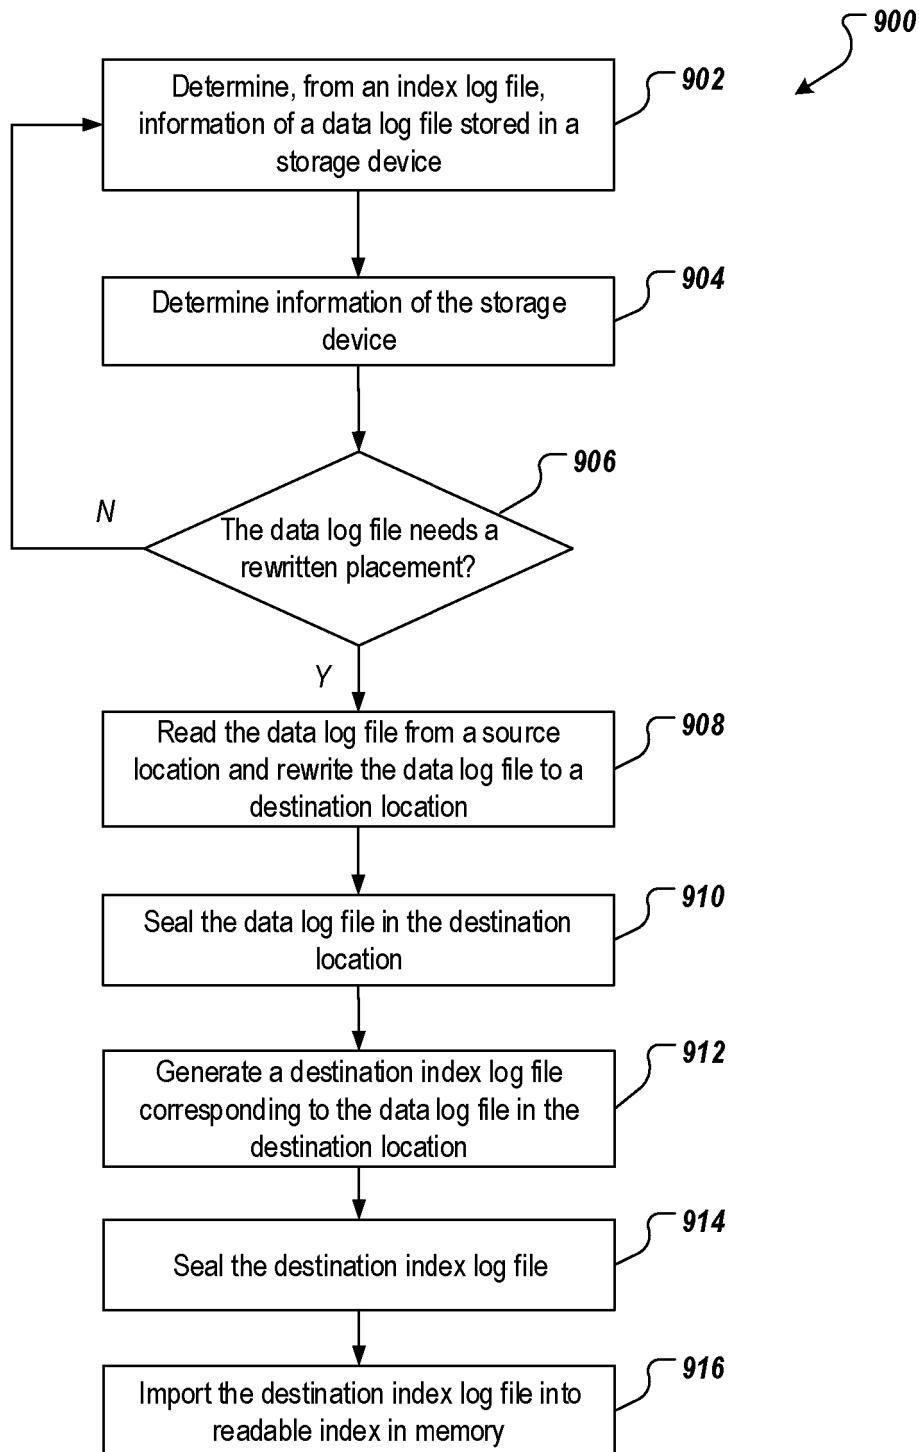 900
Determine, from an index log file,
information of a data log file stored in a
storage device
902
Determine information of the storage
device
904
The data log file needs a
rewritten placement?
906
N
Y
Read the data log file from a source
location and rewrite the data log file to a
destination location
908
Seal the data log file in the destination
location
910
Generate a destination index log file
corresponding to the data log file in the
destination location
912
Seal the destination index log file
914
Import the destination index log file into
readable index in memory
916